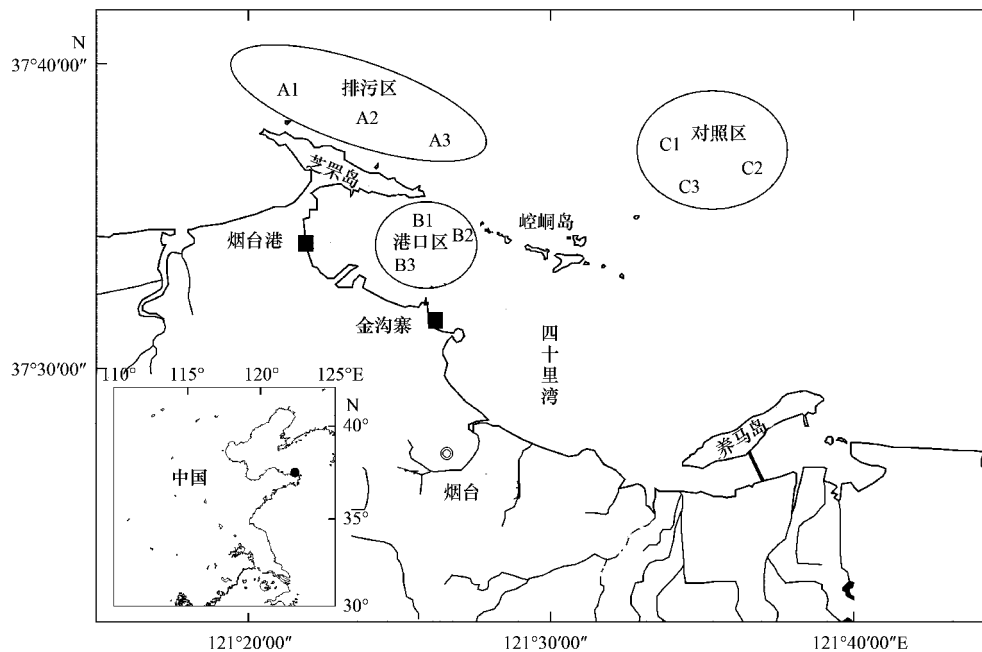 N
37°40′00″
排污区
A1
A2
A3
对照区
C1
C2
C3
芝罘岛
B1
港口区
B2
B3
崆峒岛
烟台港
金沟寨
四十里湾
37°30′00″
110°
115°
120°
125°E
N
40°
中国
35°
30°
养马岛
烟台
121°20′00″
121°30′00″
121°40′00″E